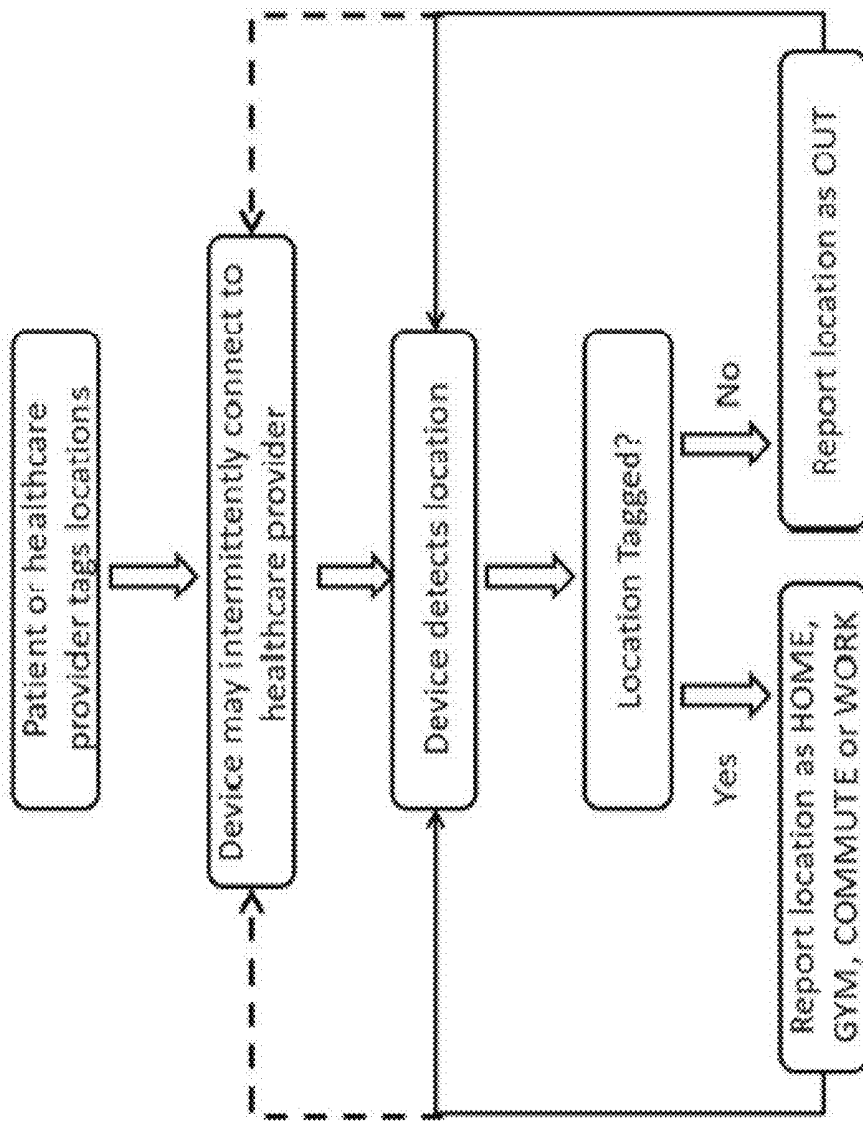 Patient or healthcare
provider tags locations
Device may intermittently connect to
healthcare provider
Device detects location
Location Tagged?
Yes
No
Report location as HOME,
GYM, COMMUTE or WORK
Report location as OUT